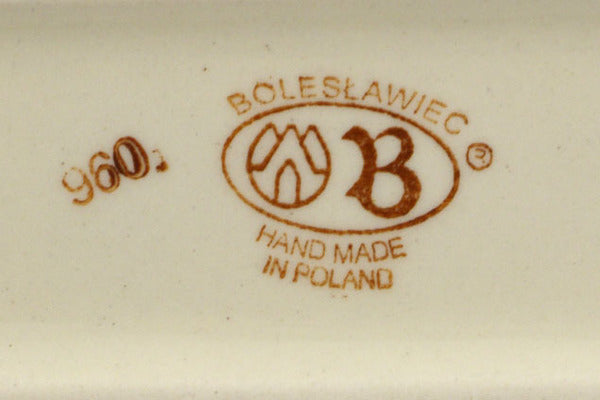 960.
BOLESŁAWIEC
B ®
HAND MADE
IN POLAND